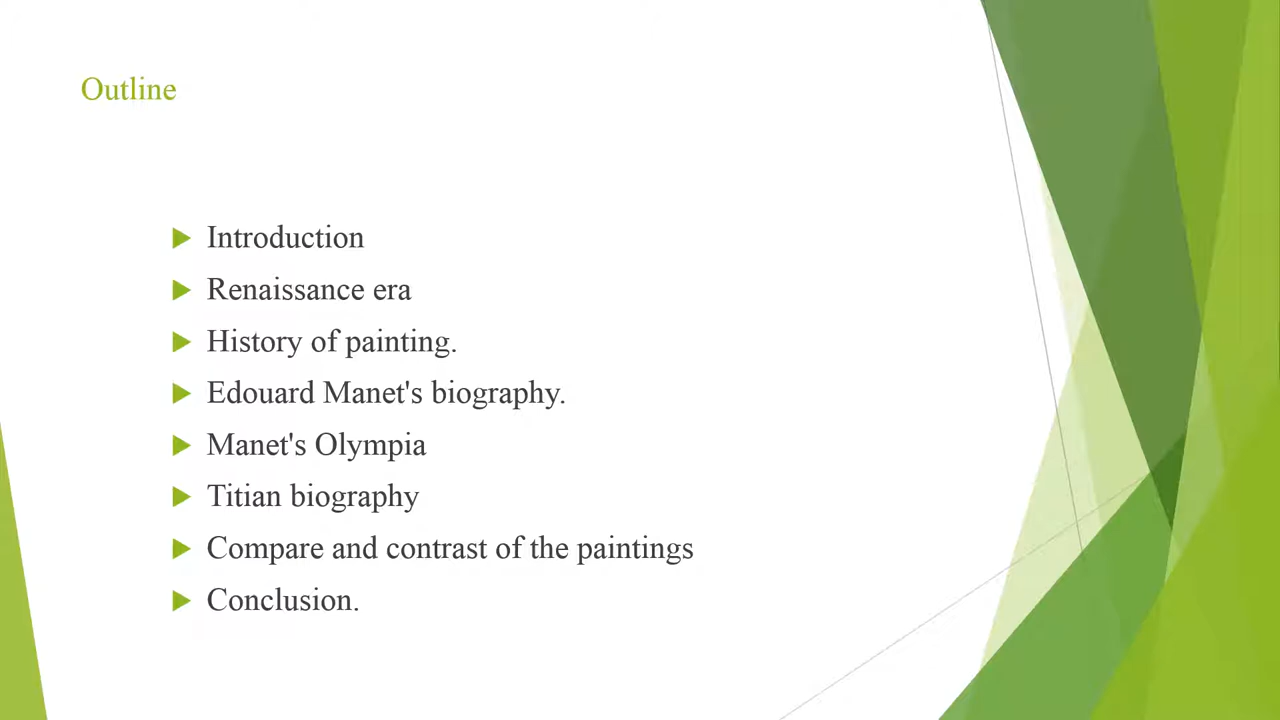 Outline
Introduction
Renaissance era
History of painting.
Edouard Manet's biography.
Manet's Olympia
Titian biography
Compare and contrast of the paintings
Conclusion.